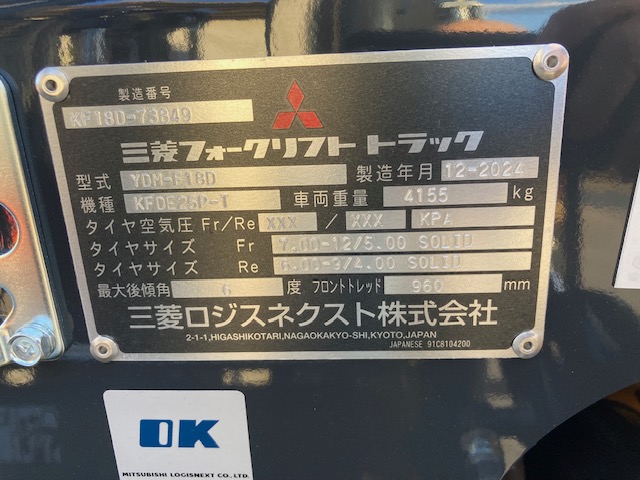 製造番号
KF18D-73849
三菱フォークリフト トラック
型式 YDM-F18D 製造年月 12-2024
機種 KFDE25P-T 車両重量 4155 kg
タイヤ空気圧 Fr/Re XXX / XXX KPA
タイヤサイズ Fr 7.00-12/5.00 SOLID
タイヤサイズ Re 6.00-9/4.00 SOLID
最大後傾角 6 度 フロントトレッド 960 mm
三菱ロジスネクスト株式会社
2-1-1,HIGASHIKOTARI,NAGAOKAKYO-SHI,KYOTO,JAPAN
JAPANESE 91C8104200
OK
MITSUBISHI LOGISNEXT CO., LTD.